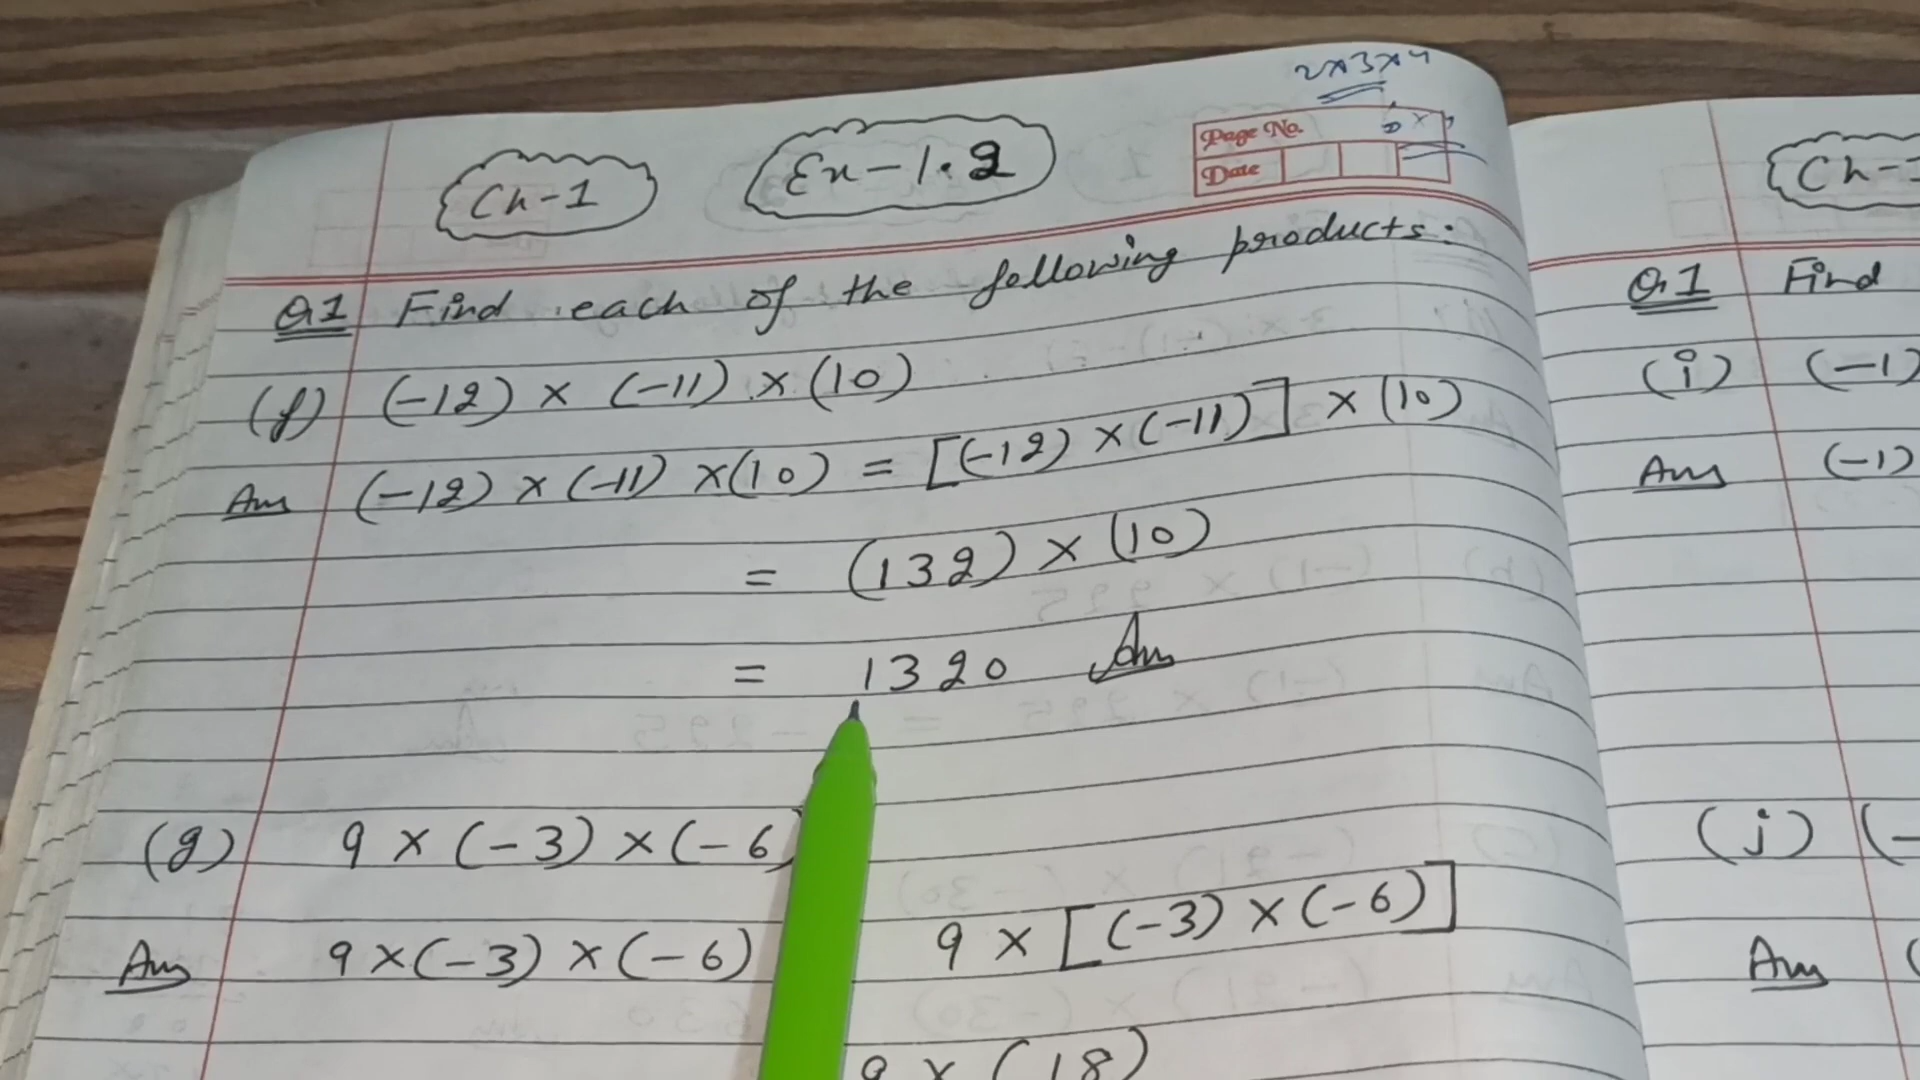 2×3×4
Page No.
6×
Date
Ch-1
Ex-1.2
Q1 Find each of the following products:
(f) (-12) × (-11) × (10)
Ans (-12) × (-11) × (10) = [(-12) × (-11)] × (10)
= (132) × (10)
= 1320 Ans
(g) 9 × (-3) × (-6)
Ans 9 × (-3) × (-6) 9 × [(-3) × (-6)]
9 × (18)
Ch-
Q1 Find
(i) (-1)
Ans (-1)
(j) (-
Ans (